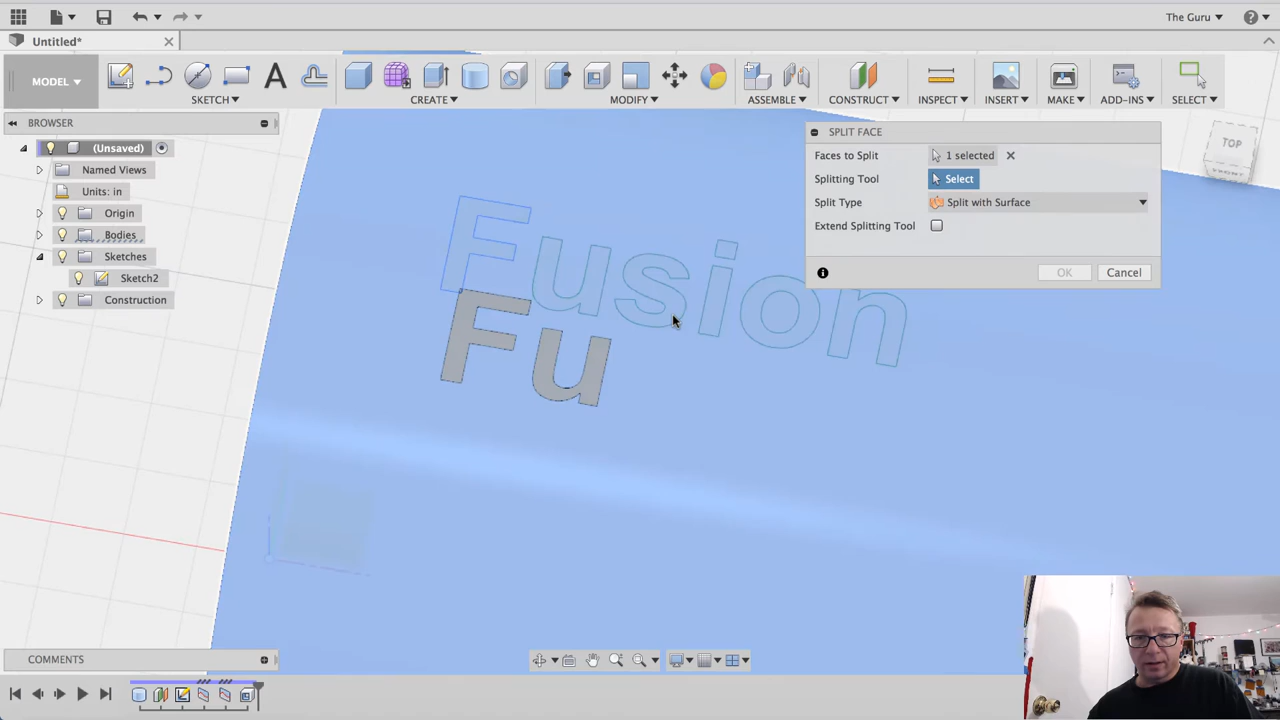 The Guru
Untitled*
MODEL
SKETCH
CREATE
MODIFY
ASSEMBLE
CONSTRUCT
INSPECT
INSERT
MAKE
ADD-INS
SELECT
BROWSER
(Unsaved)
Named Views
Units: in
Origin
Bodies
Sketches
Sketch2
Construction
SPLIT FACE
Faces to Split 1 selected
Splitting Tool Select
Split Type Split with Surface
Extend Splitting Tool
OK Cancel
TOP
FRONT
Fusion
Fu
COMMENTS